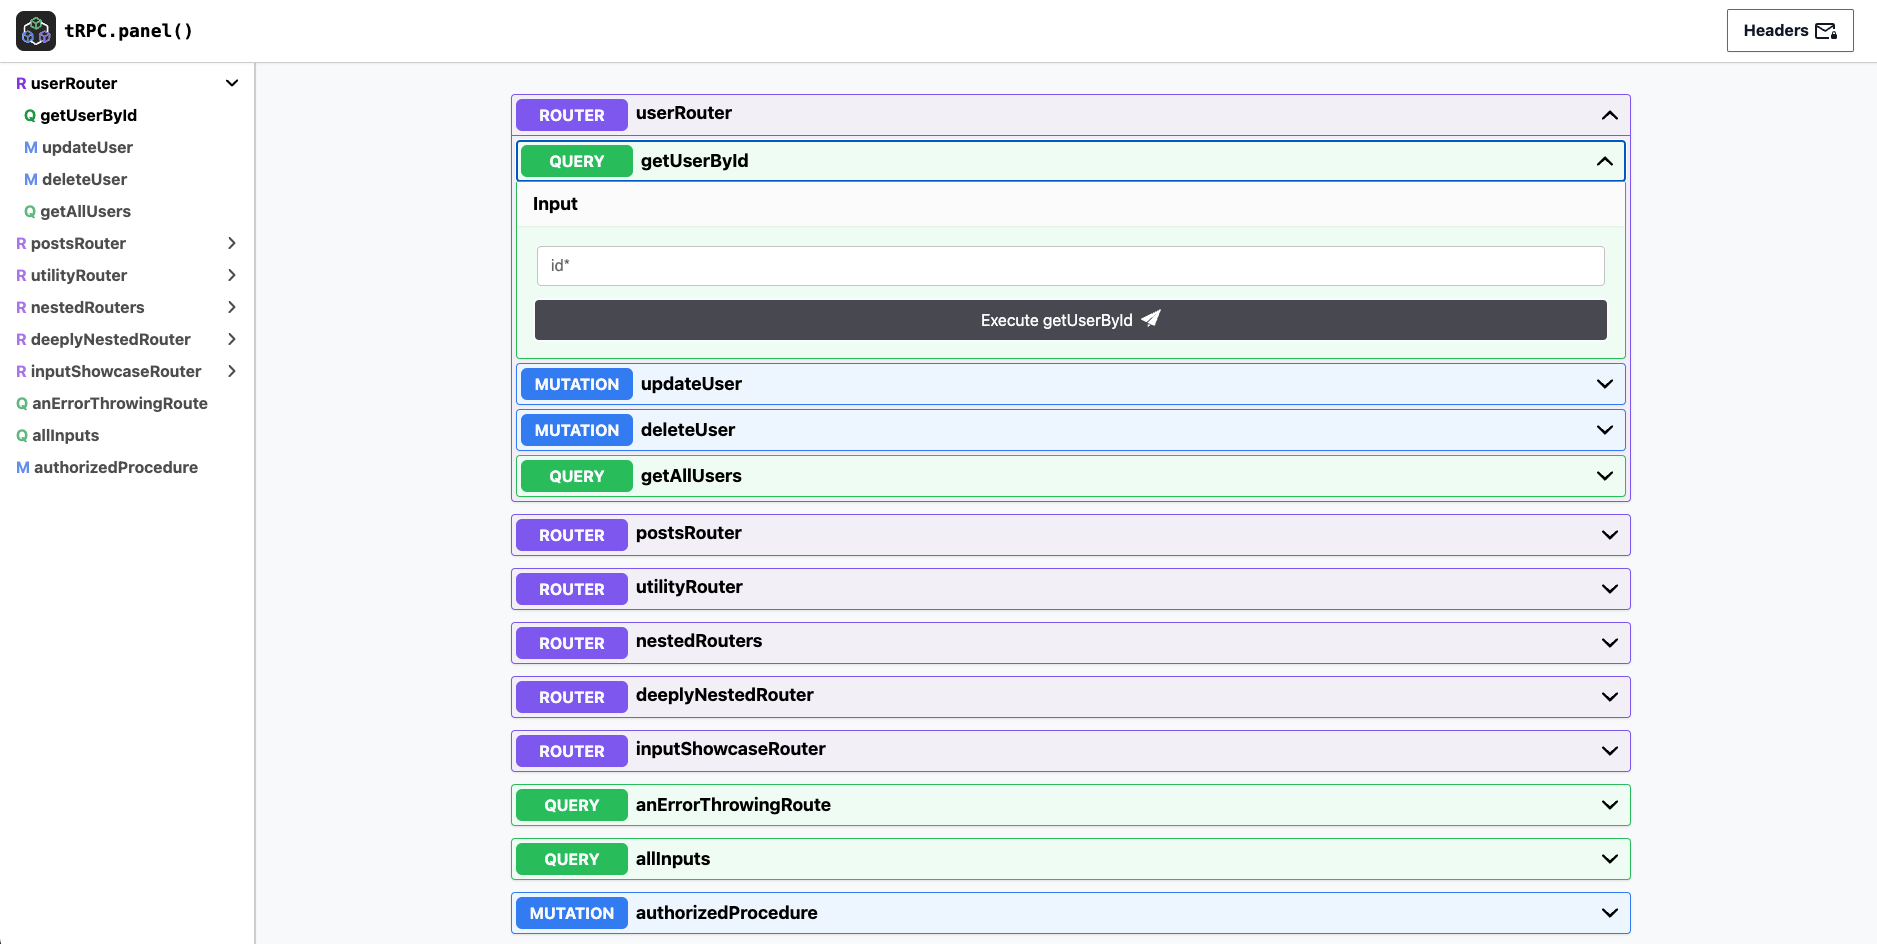 tRPC.panel()
Headers
R userRouter
Q getUserById
M updateUser
M deleteUser
Q getAllUsers
R postsRouter
R utilityRouter
R nestedRouters
R deeplyNestedRouter
R inputShowcaseRouter
Q anErrorThrowingRoute
Q allInputs
M authorizedProcedure
ROUTER userRouter
QUERY getUserById
Input
id*
Execute getUserById
MUTATION updateUser
MUTATION deleteUser
QUERY getAllUsers
ROUTER postsRouter
ROUTER utilityRouter
ROUTER nestedRouters
ROUTER deeplyNestedRouter
ROUTER inputShowcaseRouter
QUERY anErrorThrowingRoute
QUERY allInputs
MUTATION authorizedProcedure